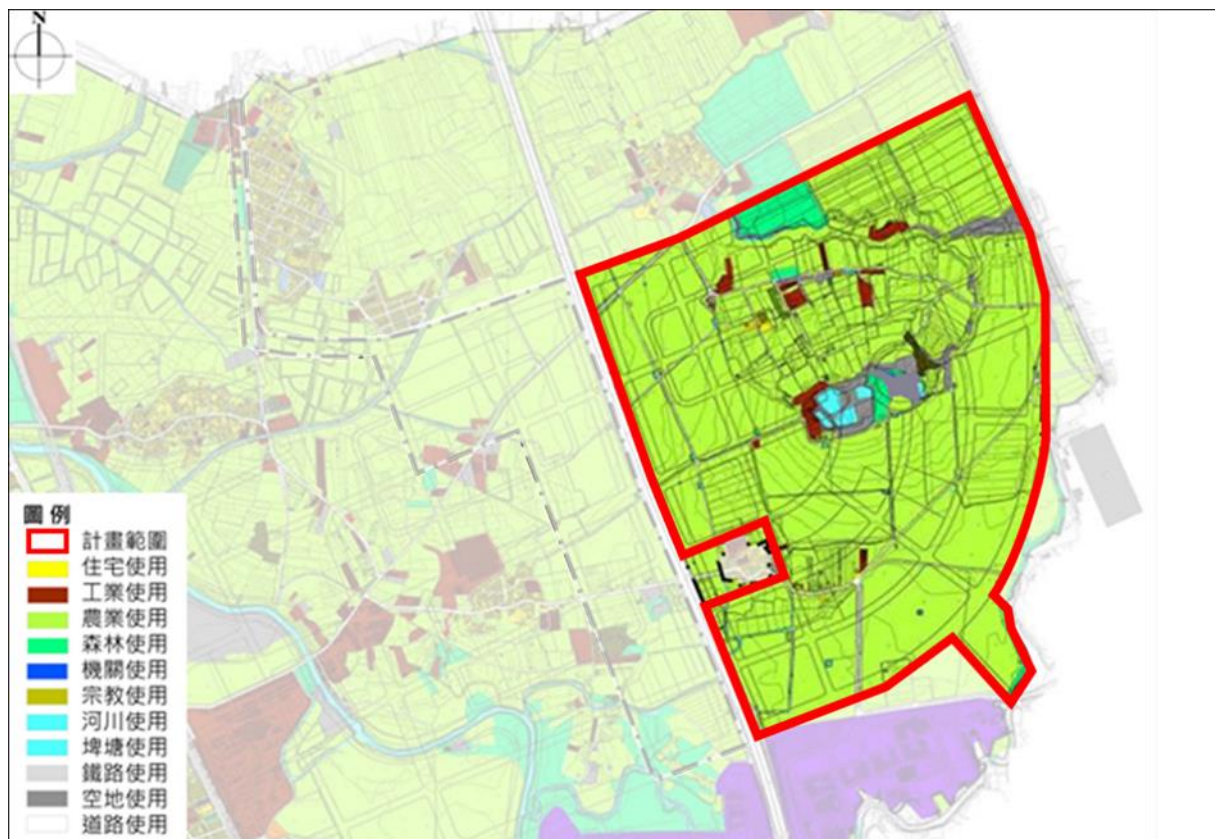 N
圖例
計畫範圍
住宅使用
工業使用
農業使用
森林使用
機關使用
宗教使用
河川使用
埤塘使用
鐵路使用
空地使用
道路使用